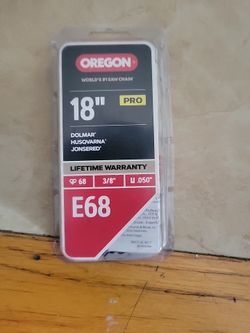 OREGON
WORLD'S #1 SAW CHAIN
18" PRO
DOLMAR
HUSQVARNA
JONSERED
LIFETIME WARRANTY
68 3/8" .050"
E68